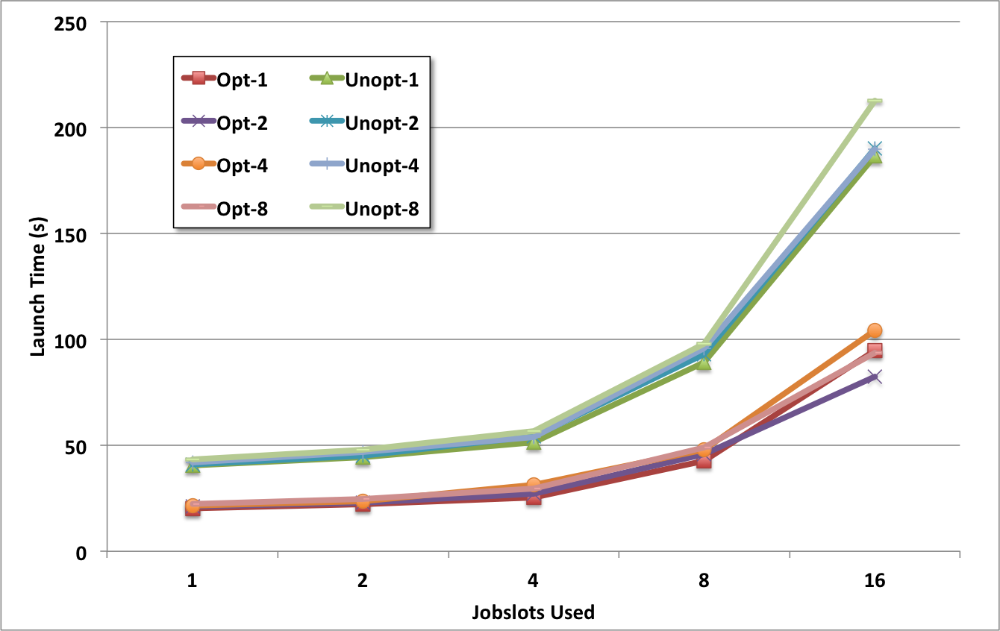 250
200
150
100
50
0
Launch Time (s)
Opt-1 Unopt-1
Opt-2 Unopt-2
Opt-4 Unopt-4
Opt-8 Unopt-8
1 2 4 8 16
Jobslots Used